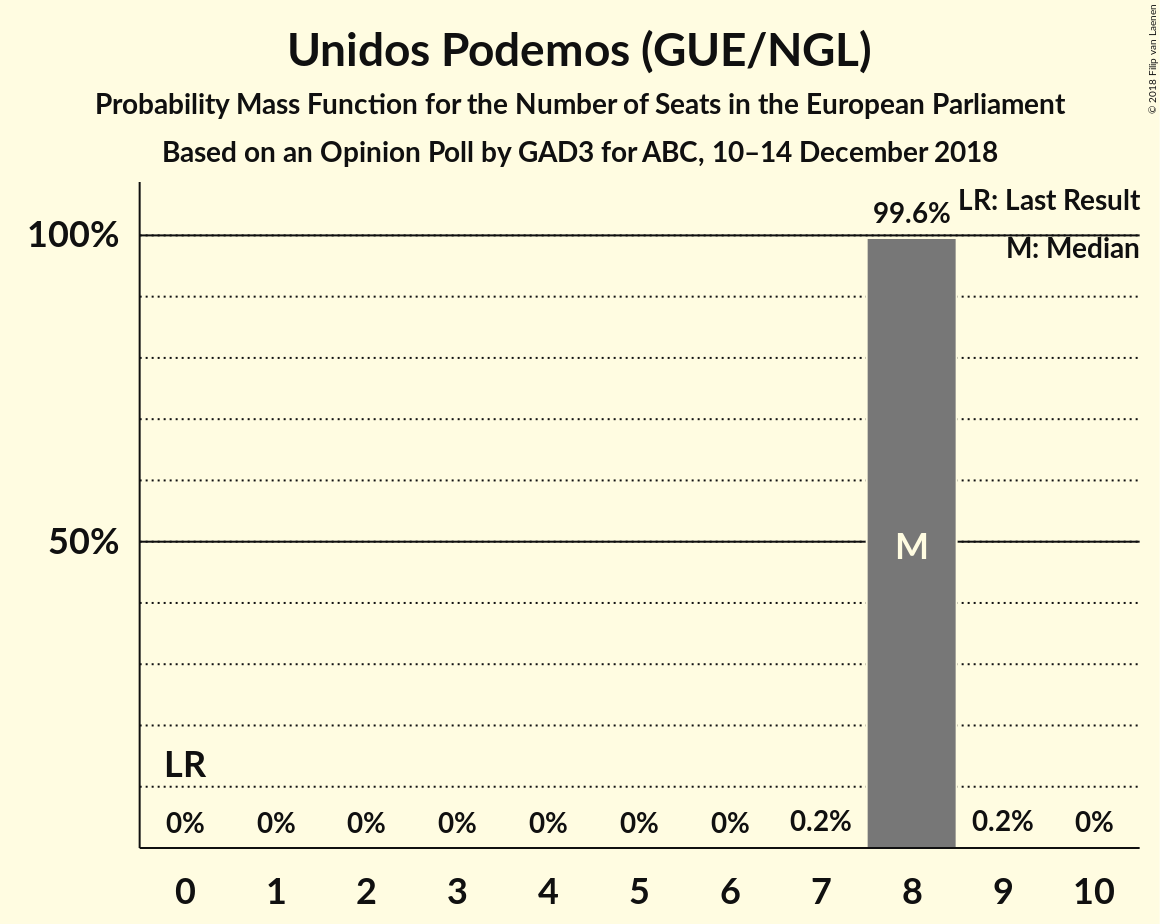 Unidos Podemos (GUE/NGL)
Probability Mass Function for the Number of Seats in the European Parliament
Based on an Opinion Poll by GAD3 for ABC, 10–14 December 2018
© 2018 Filip van Laenen
LR: Last Result
M: Median
100%
50%
99.6%
M
LR
0% 0% 0% 0% 0% 0% 0% 0.2% 0.2% 0%
0 1 2 3 4 5 6 7 8 9 10